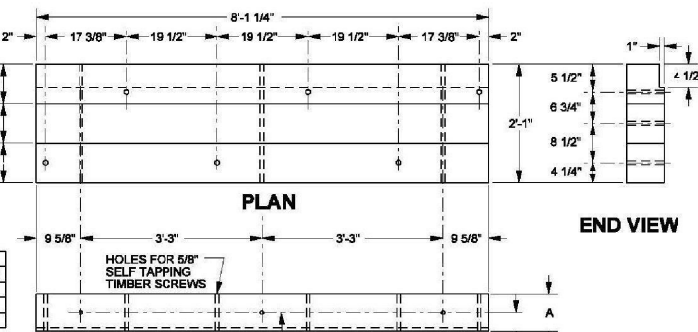 8'-1 1/4"
2" 17 3/8" 19 1/2" 19 1/2" 19 1/2" 17 3/8" 2"
2'-1"
1"
4 1/2
5 1/2"
6 3/4"
8 1/2"
4 1/4"
PLAN
END VIEW
9 5/8" 3'-3" 3'-3" 9 5/8"
HOLES FOR 5/8"
SELF TAPPING
TIMBER SCREWS
A